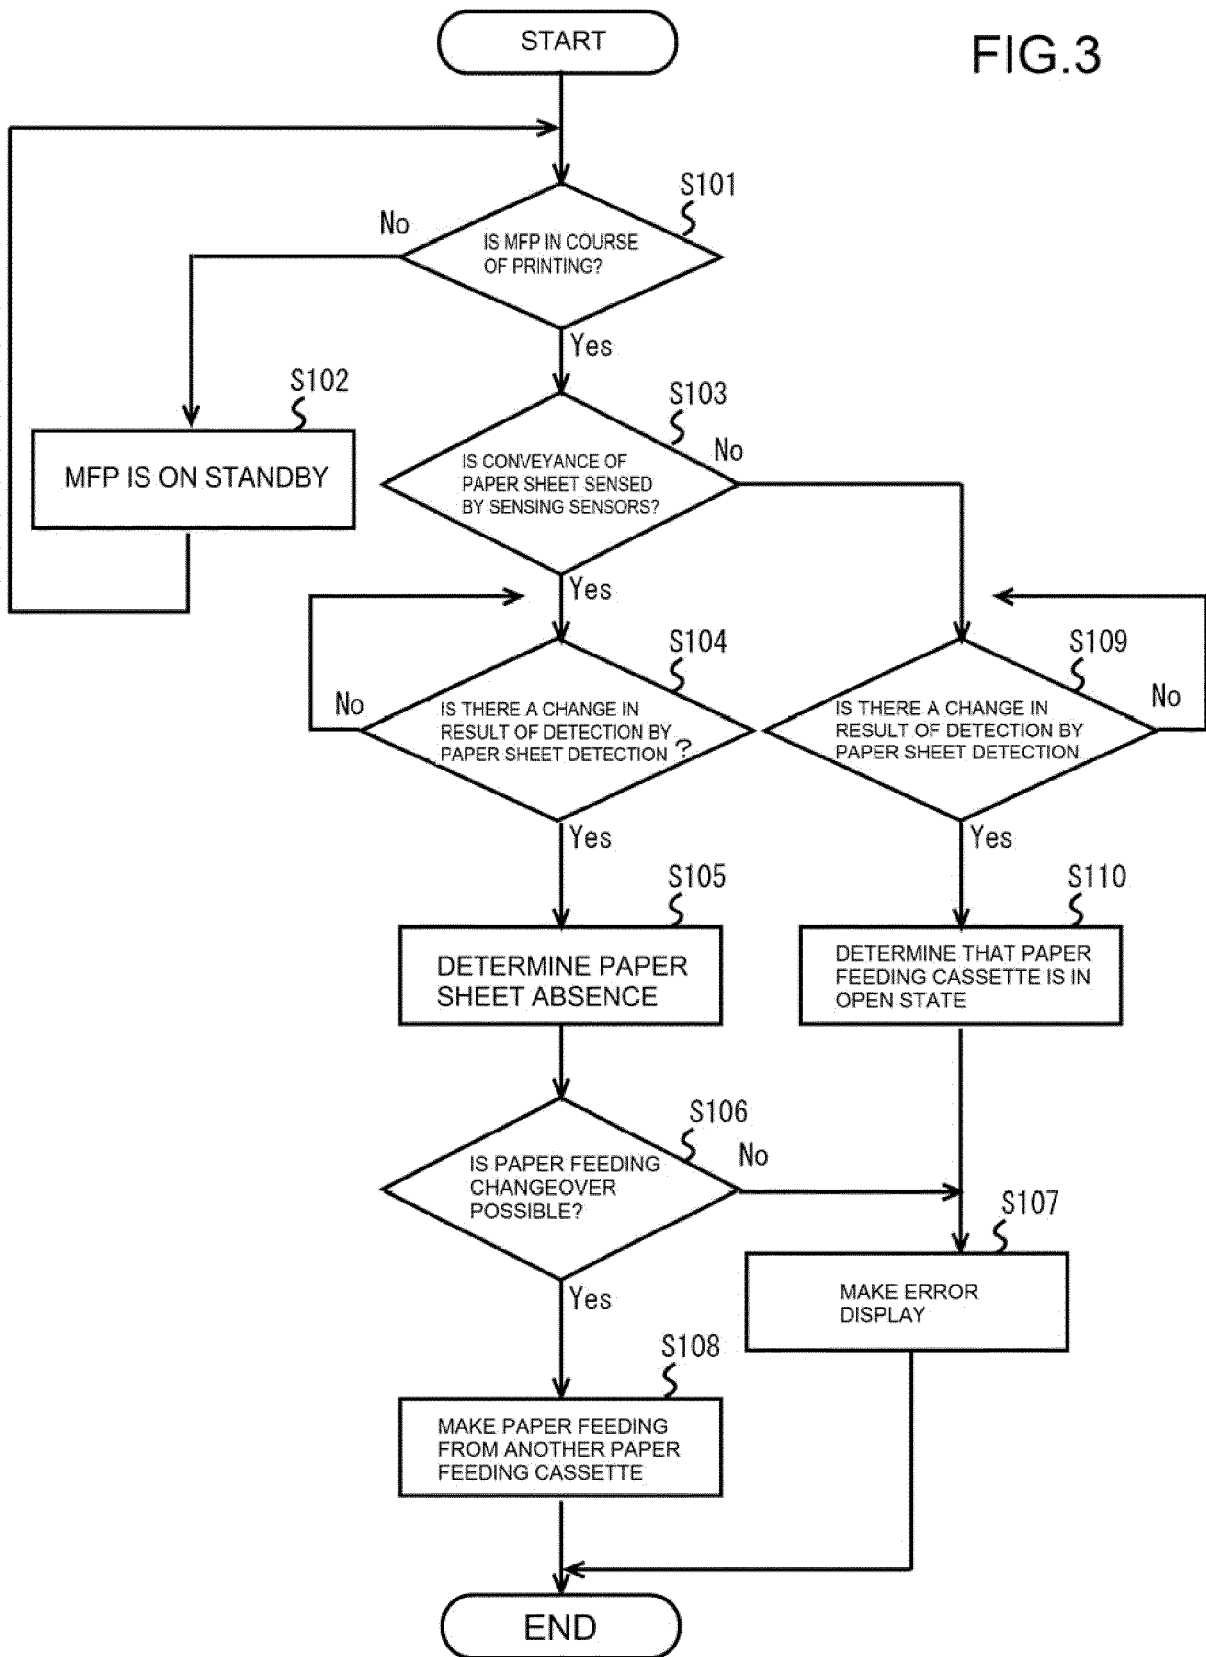 START
FIG.3
S101
No
IS MFP IN COURSE
OF PRINTING?
Yes
S102
MFP IS ON STANDBY
S103
No
IS CONVEYANCE OF
PAPER SHEET SENSED
BY SENSING SENSORS?
Yes
S104
No
IS THERE A CHANGE IN
RESULT OF DETECTION BY
PAPER SHEET DETECTION ?
Yes
S109
No
IS THERE A CHANGE IN
RESULT OF DETECTION BY
PAPER SHEET DETECTION
Yes
S105
DETERMINE PAPER
SHEET ABSENCE
S110
DETERMINE THAT PAPER
FEEDING CASSETTE IS IN
OPEN STATE
S106
No
IS PAPER FEEDING
CHANGEOVER
POSSIBLE?
Yes
S107
MAKE ERROR
DISPLAY
S108
MAKE PAPER FEEDING
FROM ANOTHER PAPER
FEEDING CASSETTE
END